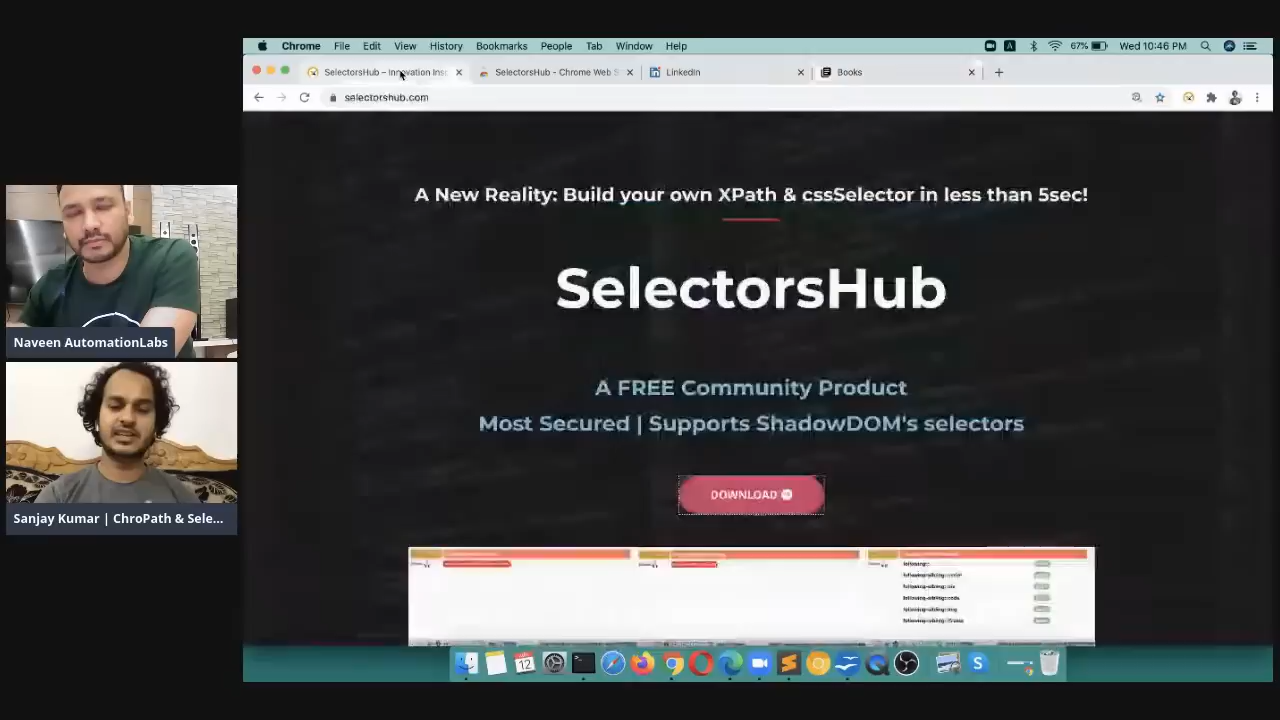 Chrome File Edit View History Bookmarks People Tab Window Help
67% Wed 10:46 PM
SelectorsHub – Innovation Ins
SelectorsHub - Chrome Web S
LinkedIn
Books
selectorshub.com
A New Reality: Build your own XPath & cssSelector in less than 5sec!
SelectorsHub
A FREE Community Product
Most Secured | Supports ShadowDOM's selectors
DOWNLOAD
Naveen AutomationLabs
Sanjay Kumar | ChroPath & Sele...